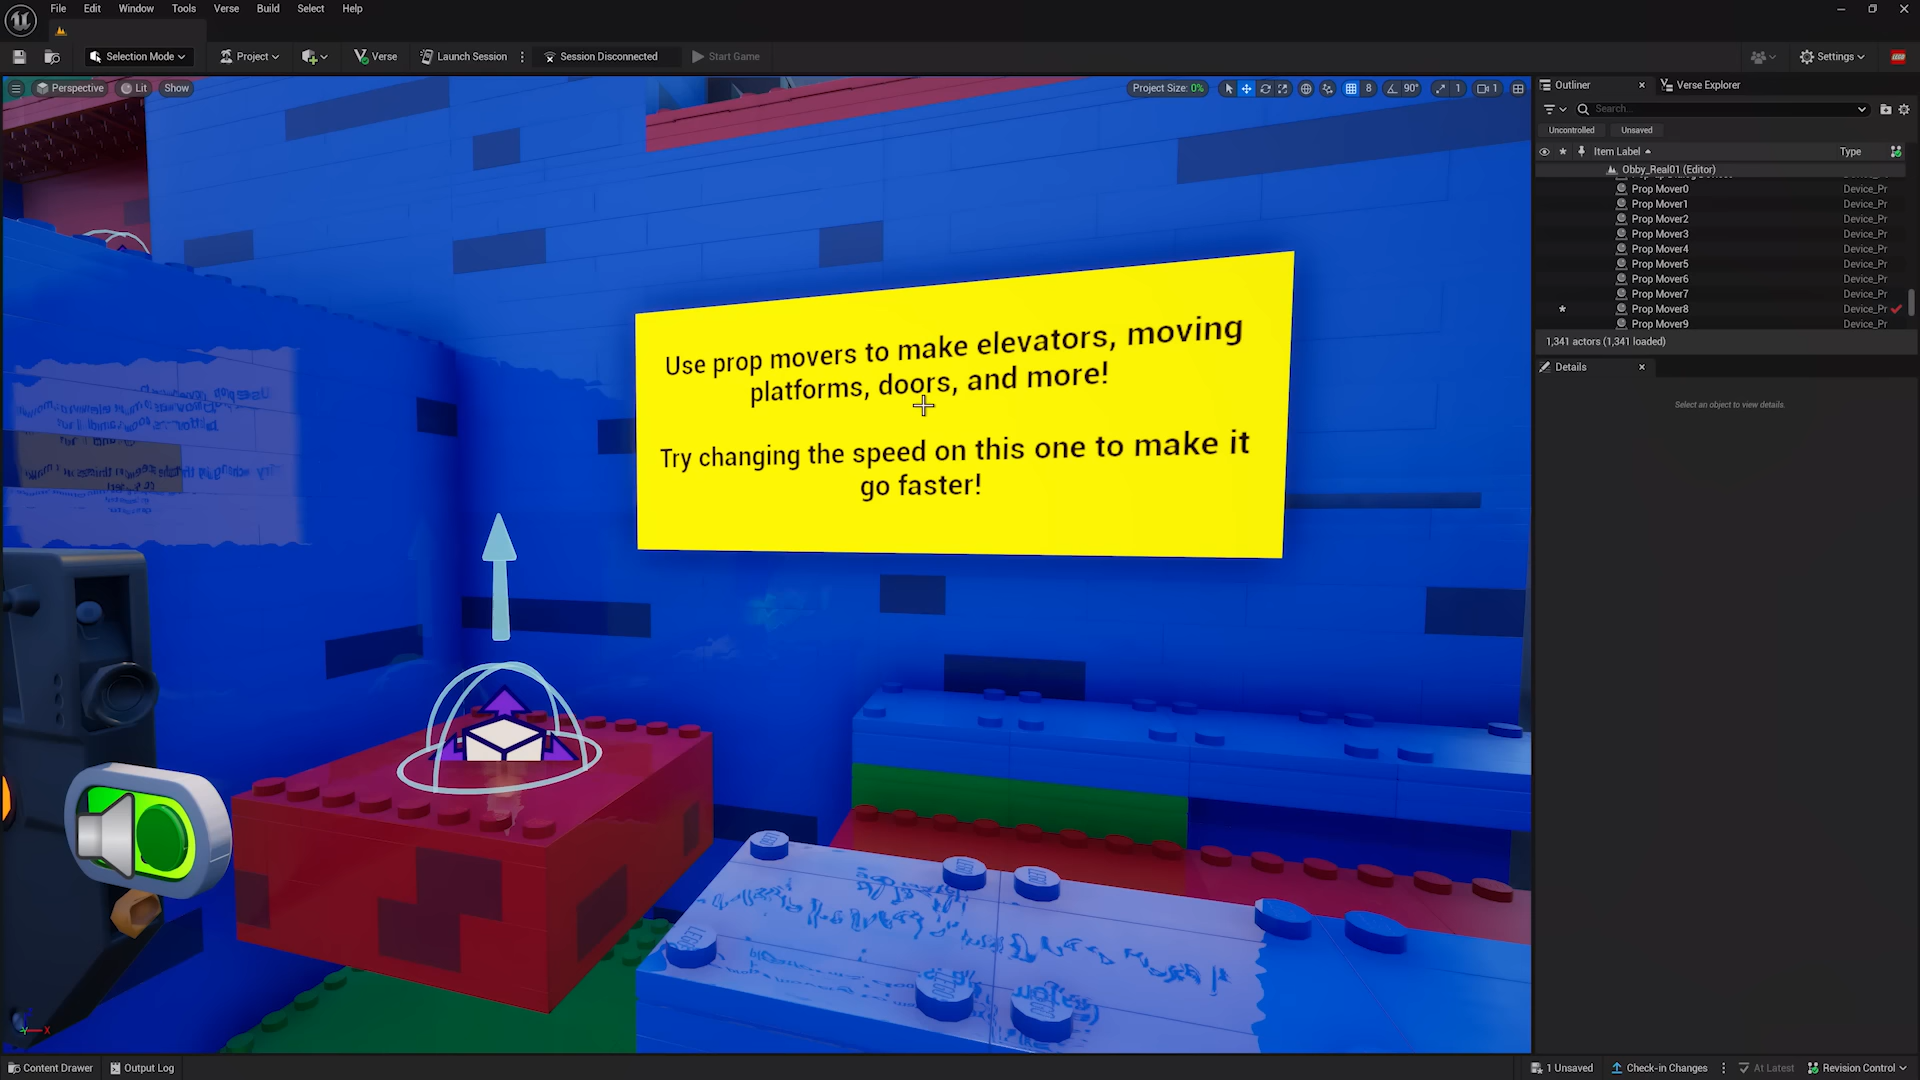 File Edit Window Tools Verse Build Select Help
Selection Mode Project Verse Launch Session Session Disconnected Start Game Settings
Perspective Lit Show Project Size: 0% 8 90° 1 1
Outliner Verse Explorer
Search...
Uncontrolled Unsaved
Item Label Type
Obby_Real01 (Editor)
Prop Mover0 Device_Pr
Prop Mover1 Device_Pr
Prop Mover2 Device_Pr
Prop Mover3 Device_Pr
Prop Mover4 Device_Pr
Prop Mover5 Device_Pr
Prop Mover6 Device_Pr
Prop Mover7 Device_Pr
Prop Mover8 Device_Pr
Prop Mover9 Device_Pr
1,341 actors (1,341 loaded)
Details
Select an object to view details.
Use prop movers to make elevators, moving
platforms, doors, and more!
Try changing the speed on this one to make it
go faster!
Content Drawer Output Log 1 Unsaved Check-in Changes At Latest Revision Control